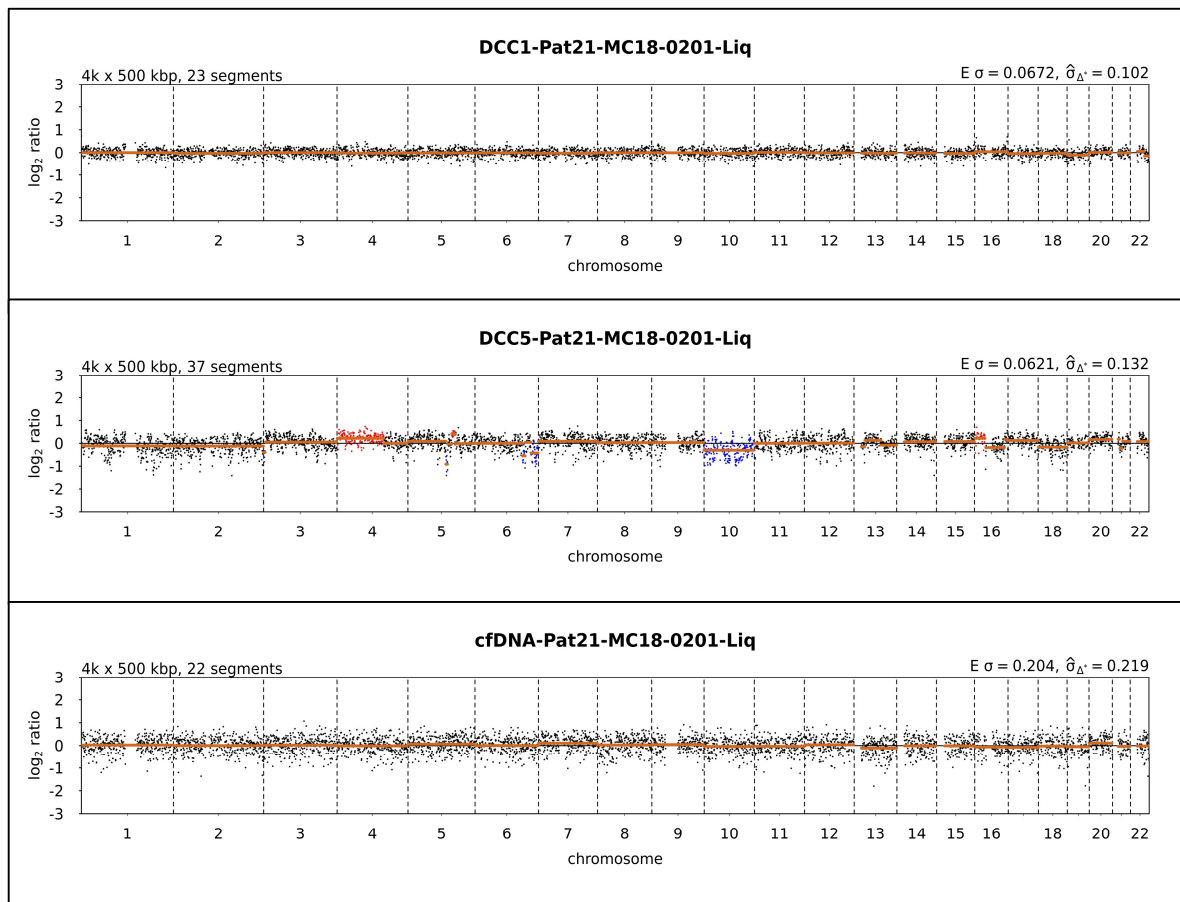 DCC1-Pat21-MC18-0201-Liq
4k x 500 kbp, 23 segments
E σ = 0.0672, σ̂Δ* = 0.102
3
2
1
0
-1
-2
-3
log₂ ratio
1 2 3 4 5 6 7 8 9 10 11 12 13 14 15 16 18 20 22
chromosome
DCC5-Pat21-MC18-0201-Liq
4k x 500 kbp, 37 segments
E σ = 0.0621, σ̂Δ* = 0.132
3
2
1
0
-1
-2
-3
log₂ ratio
1 2 3 4 5 6 7 8 9 10 11 12 13 14 15 16 18 20 22
chromosome
cfDNA-Pat21-MC18-0201-Liq
4k x 500 kbp, 22 segments
E σ = 0.204, σ̂Δ* = 0.219
3
2
1
0
-1
-2
-3
log₂ ratio
1 2 3 4 5 6 7 8 9 10 11 12 13 14 15 16 18 20 22
chromosome